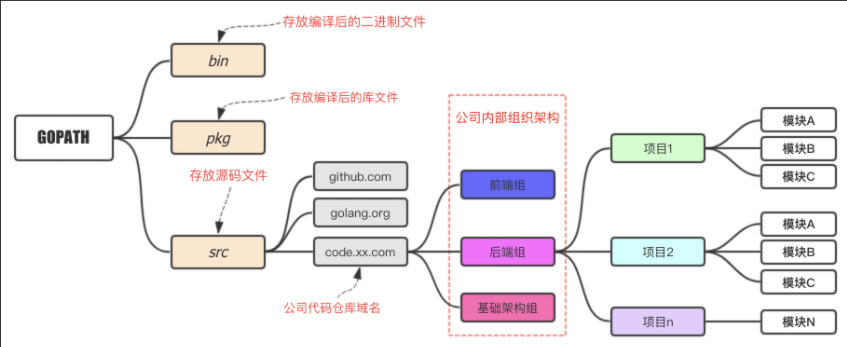 存放编译后的二进制文件
bin
存放编译后的库文件
公司内部组织架构
GOPATH
pkg
模块A
项目1
模块B
模块C
存放源码文件
github.com
前端组
golang.org
src
code.xx.com
后端组
项目2
模块A
模块B
模块C
公司代码仓库域名
基础架构组
项目n
模块N